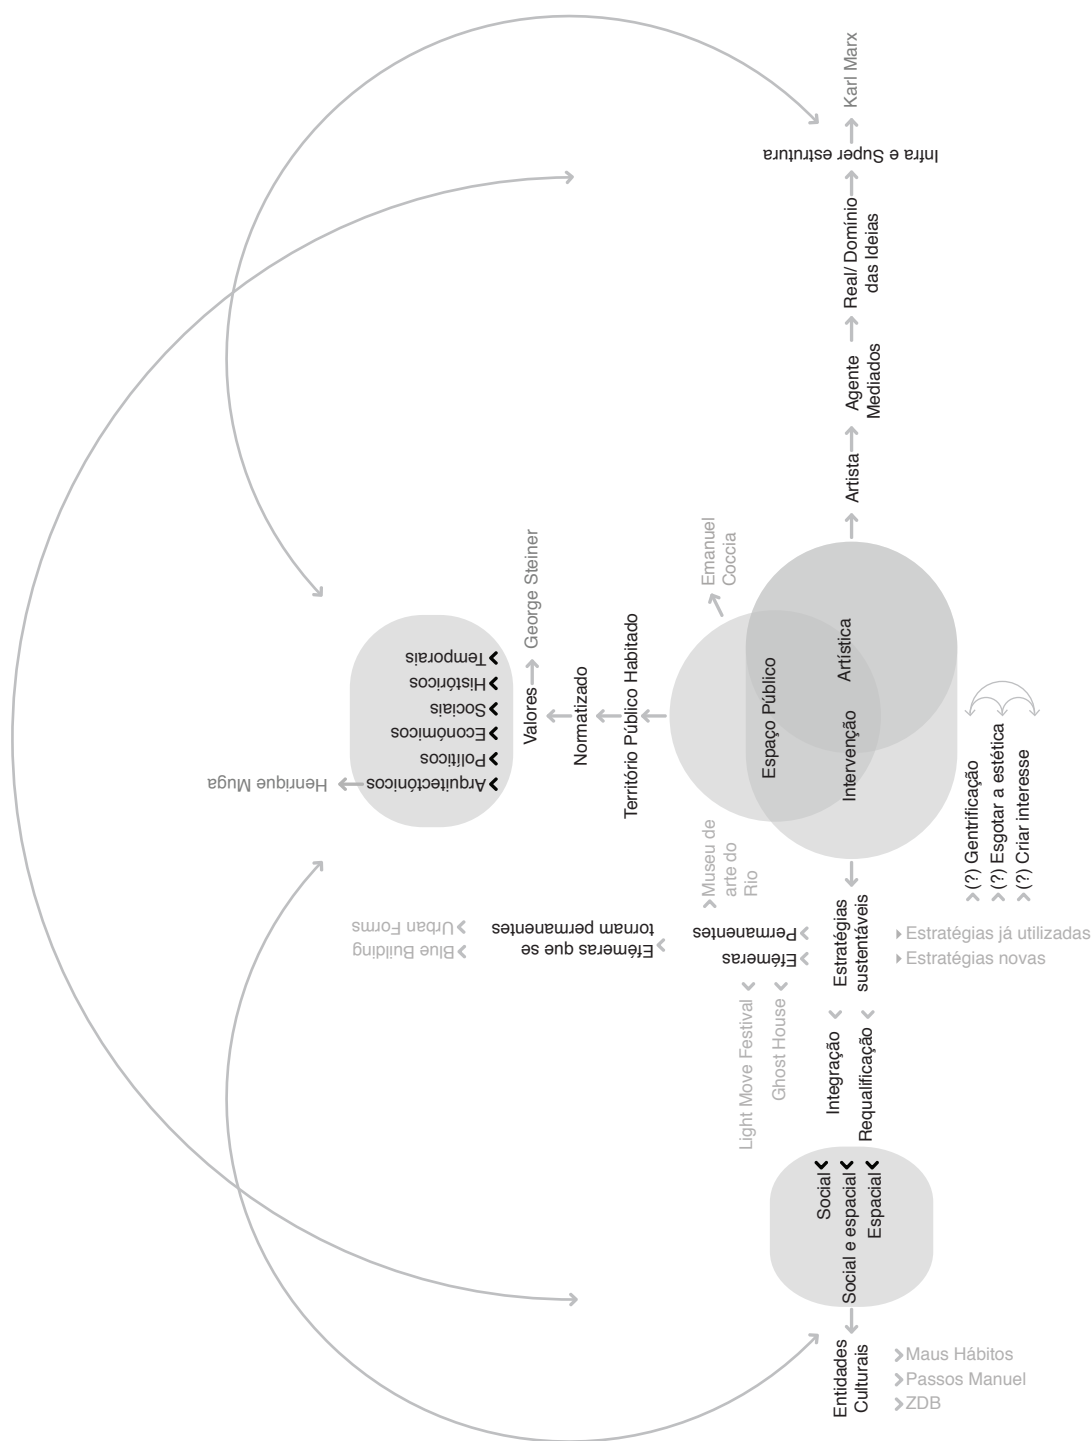 Karl Marx
Infra e Super estrutura
Real/ Domínio
das Ideias
Agente
Mediados
Artista
Emanuel
Coccia
George Steiner
Valores
Normatizado
Território Público Habitado
Temporais
Históricos
Sociais
Económicos
Políticos
Arquitectónicos
Henrique Muga
Espaço Público
Intervenção
Artística
(?) Gentrificação
(?) Esgotar a estética
(?) Criar interesse
Museu de
arte do
Rio
Permanentes
Efémeras
Efémeras que se
tornam permanentes
Blue Building
Urban Forms
Estratégias
sustentáveis
Estratégias já utilizadas
Estratégias novas
Light Move Festival
Ghost House
Integração
Requalificação
Social
Social e espacial
Espacial
Entidades
Culturais
Maus Hábitos
Passos Manuel
ZDB